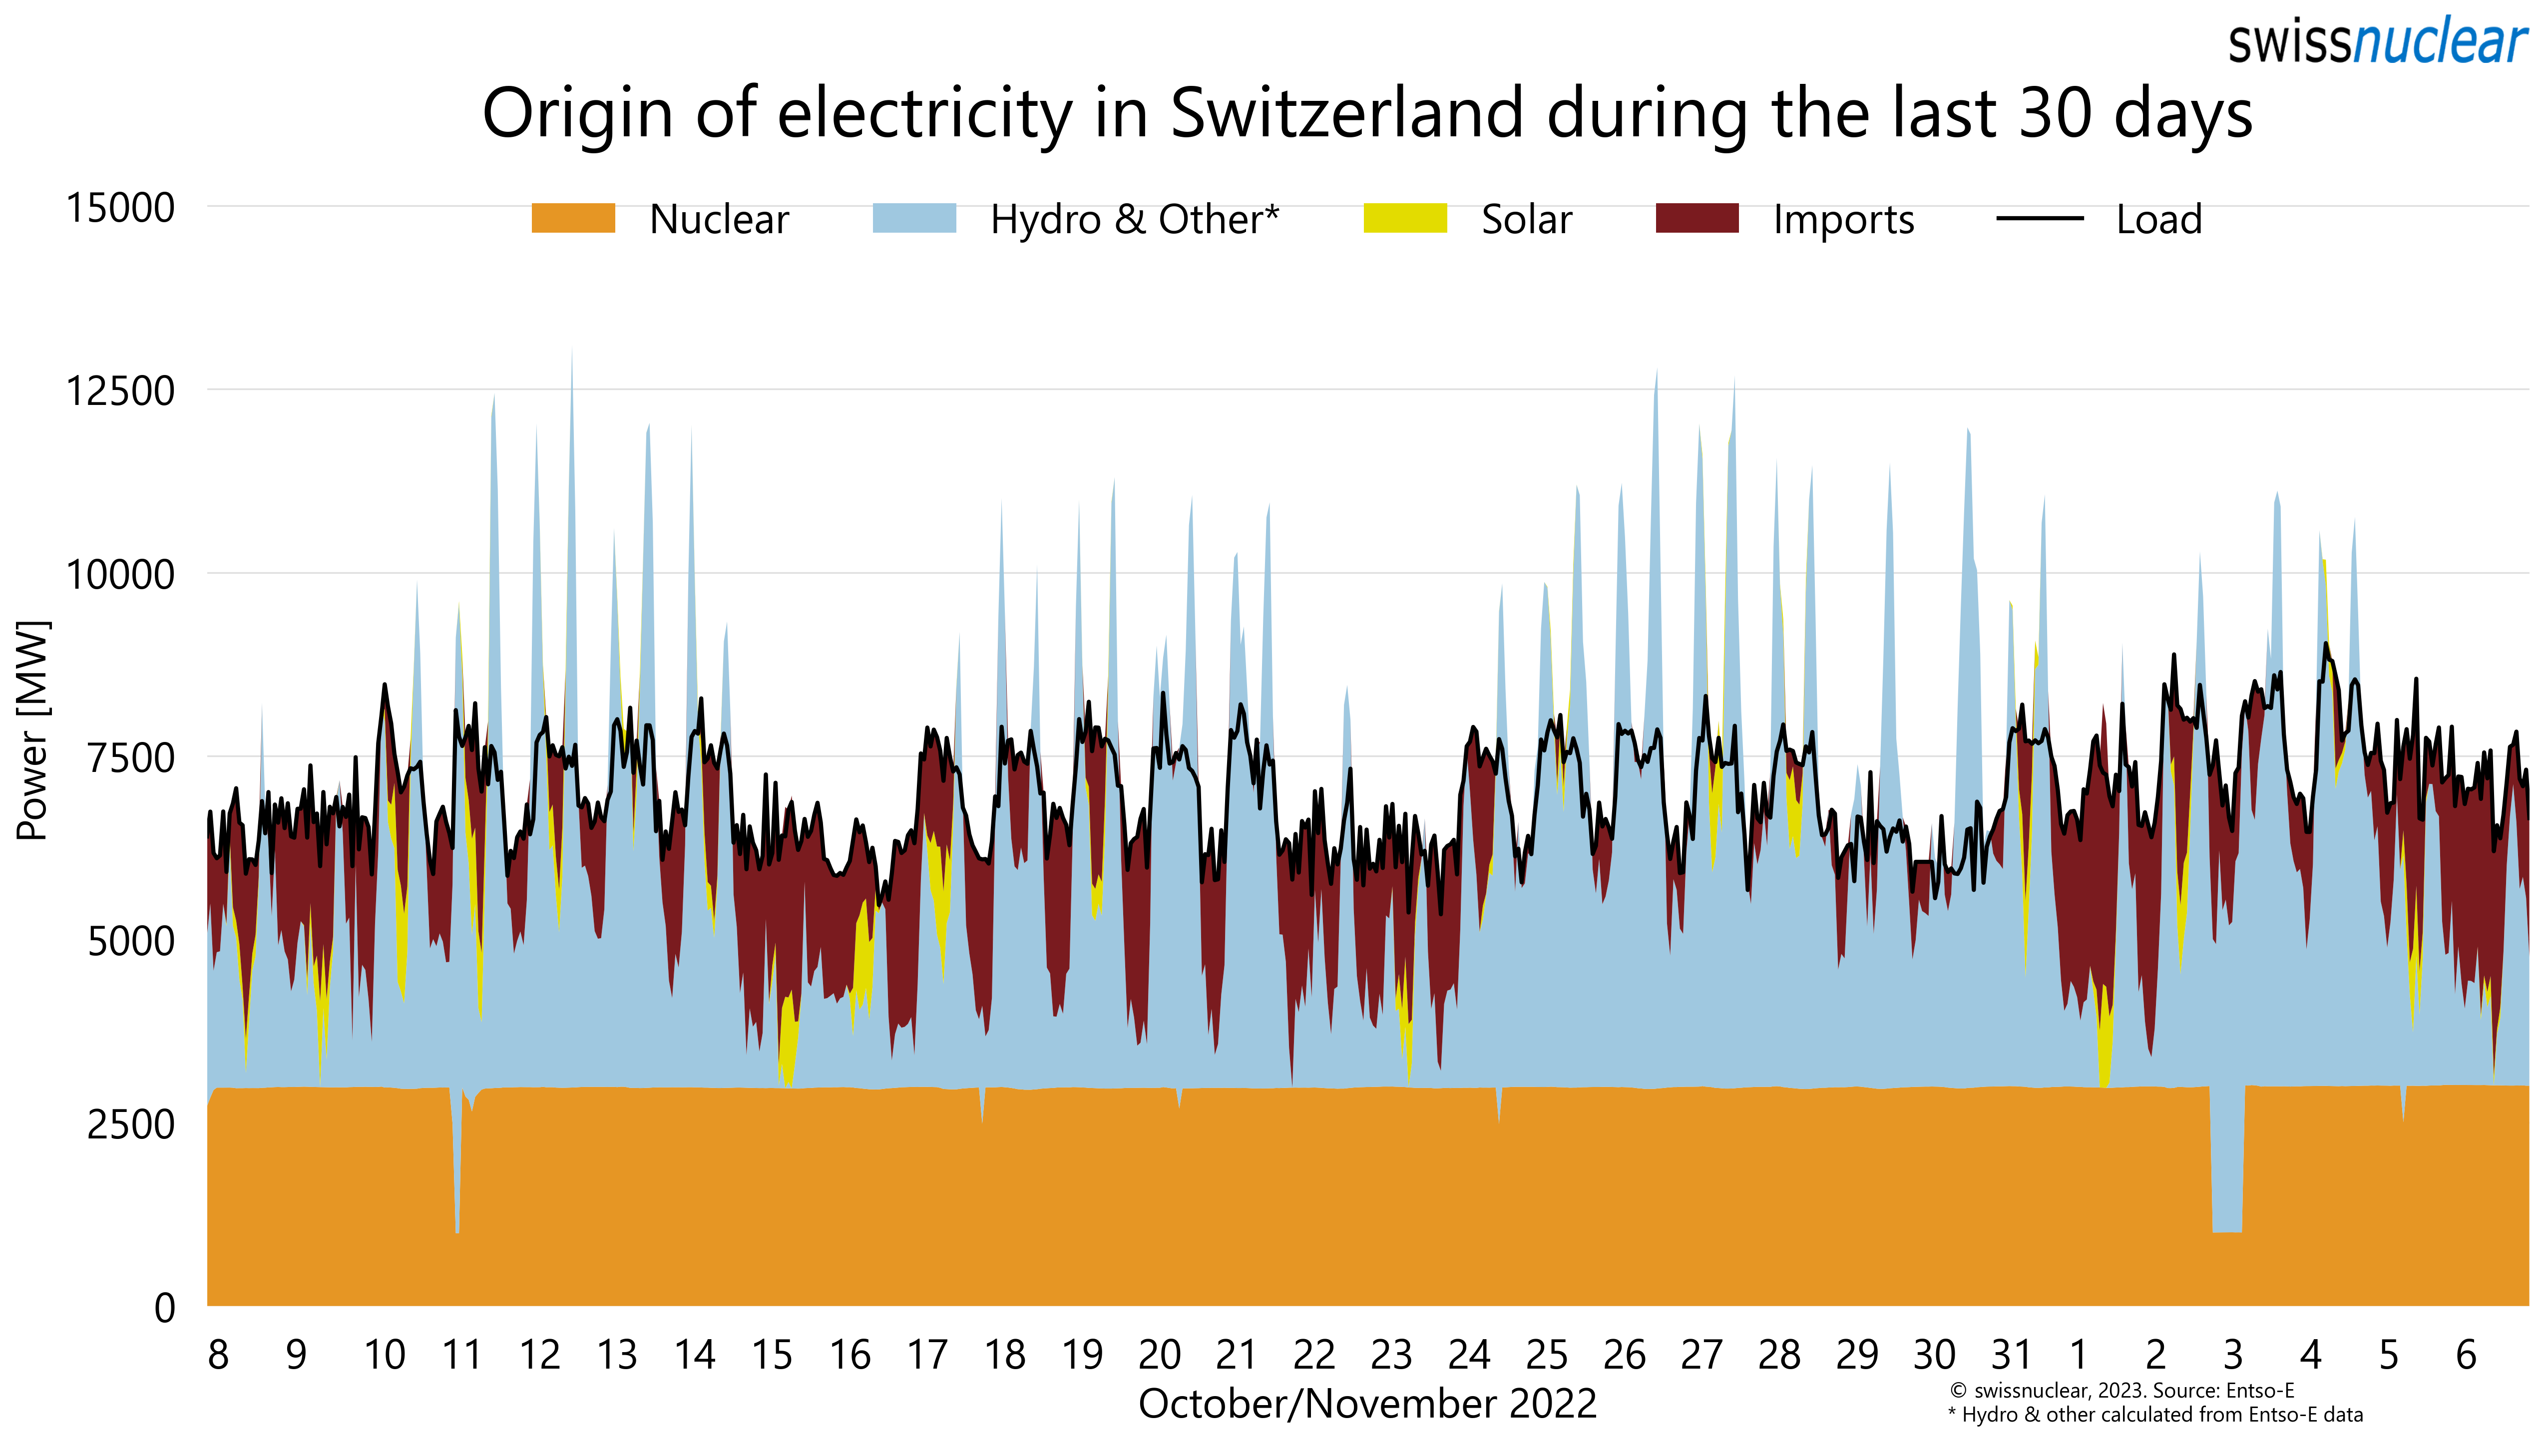 swissnuclear
Origin of electricity in Switzerland during the last 30 days
Nuclear Hydro & Other* Solar Imports Load
15000
12500
10000
7500
5000
2500
0
Power [MW]
8 9 10 11 12 13 14 15 16 17 18 19 20 21 22 23 24 25 26 27 28 29 30 31 1 2 3 4 5 6
October/November 2022
© swissnuclear, 2023. Source: Entso-E
* Hydro & other calculated from Entso-E data